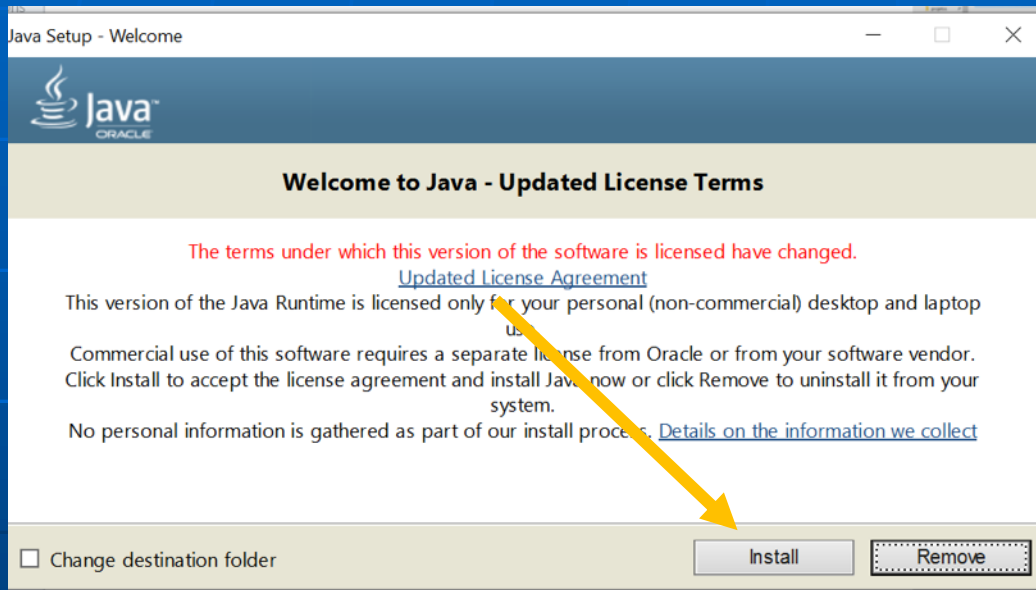 Java Setup - Welcome
Java™
ORACLE
Welcome to Java - Updated License Terms
The terms under which this version of the software is licensed have changed.
Updated License Agreement
This version of the Java Runtime is licensed only for your personal (non-commercial) desktop and laptop
use.
Commercial use of this software requires a separate license from Oracle or from your software vendor.
Click Install to accept the license agreement and install Java now or click Remove to uninstall it from your
system.
No personal information is gathered as part of our install process. Details on the information we collect
Change destination folder
Install
Remove